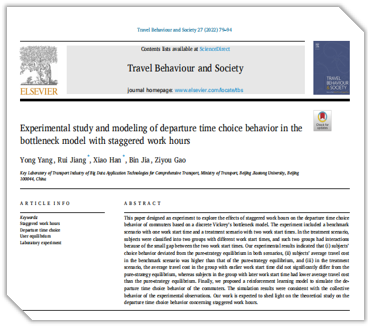 Travel Behaviour and Society 27 (2022) 79–94
Contents lists available at ScienceDirect
Travel Behaviour and Society
journal homepage: www.elsevier.com/locate/tbs
ELSEVIER
TRAVEL
BEHAVIOUR
& SOCIETY
Experimental study and modeling of departure time choice behavior in the
bottleneck model with staggered work hours
Yong Yang, Rui Jiang *, Xiao Han *, Bin Jia, Ziyou Gao
Key Laboratory of Transport Industry of Big Data Application Technologies for Comprehensive Transport, Ministry of Transport, Beijing Jiaotong University, Beijing
100044, China
ARTICLE INFO
Keywords:
Staggered work hours
Departure time choice
User equilibrium
Laboratory experiment
ABSTRACT
This paper designed an experiment to explore the effects of staggered work hours on the departure time choice
behavior of commuters based on a discrete Vickrey's bottleneck model. The experiment included a benchmark
scenario with one work start time and a treatment scenario with two work start times. In the treatment scenario,
subjects were classified into two groups with different work start times, and such two groups had interactions
because of the small gap between the two work start times. Our experimental results indicated that (i) subjects'
choice behavior deviated from the pure-strategy equilibrium in both scenarios, (ii) subjects' average travel cost
in the benchmark scenario was higher than that of the pure-strategy equilibrium, and (iii) in the treatment
scenario, the average travel cost in the group with earlier work start time did not significantly differ from the
pure-strategy equilibrium, whereas subjects in the group with later work start time had lower average travel cost
than the pure-strategy equilibrium. Finally, we proposed a reinforcement learning model to simulate the de-
parture time choice behavior of the commuters. The simulation results were consistent with the collective
behavior of the experimental observations. Our work is expected to shed light on the theoretical study on the
departure time choice behavior concerning staggered work hours.